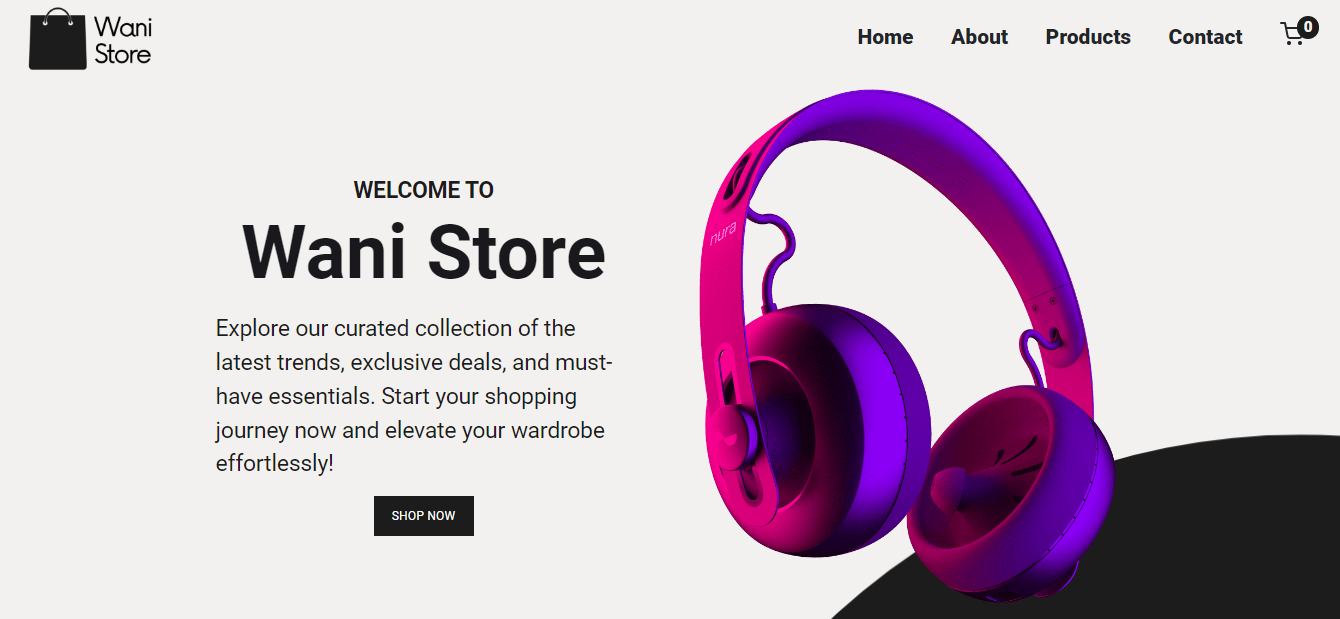 Wani
Store
Home About Products Contact 0
WELCOME TO
Wani Store
nura
Explore our curated collection of the
latest trends, exclusive deals, and must-
have essentials. Start your shopping
journey now and elevate your wardrobe
effortlessly!
SHOP NOW